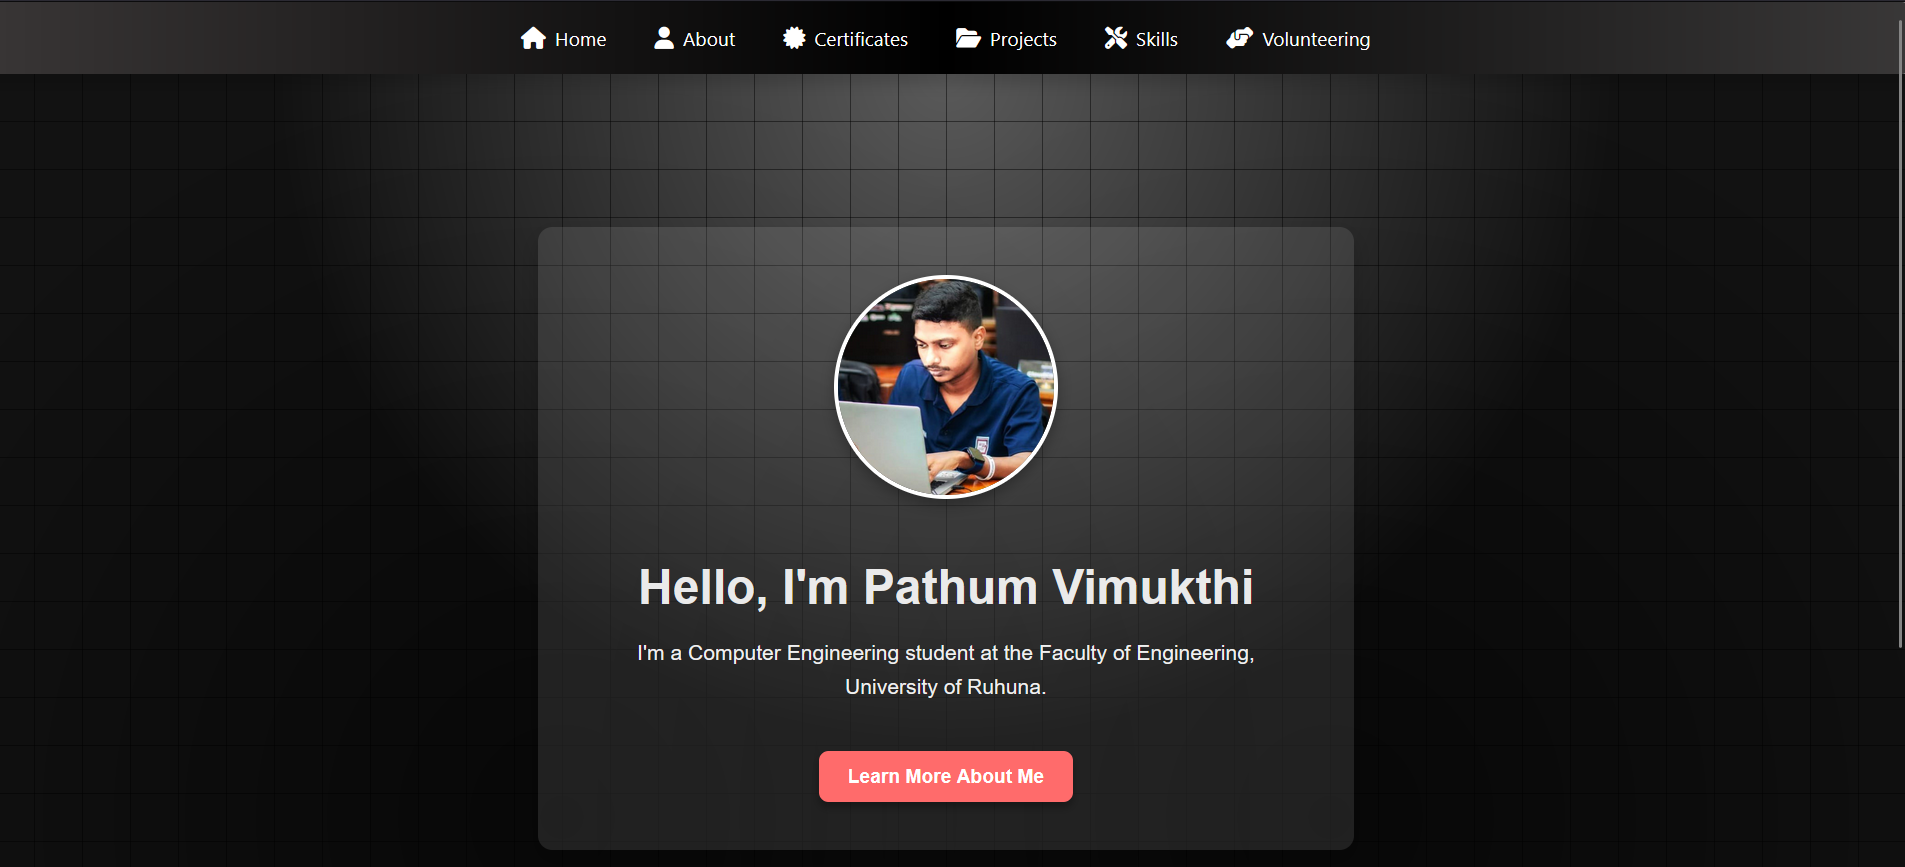 Home About Certificates Projects Skills Volunteering
Hello, I'm Pathum Vimukthi
I'm a Computer Engineering student at the Faculty of Engineering,
University of Ruhuna.
Learn More About Me